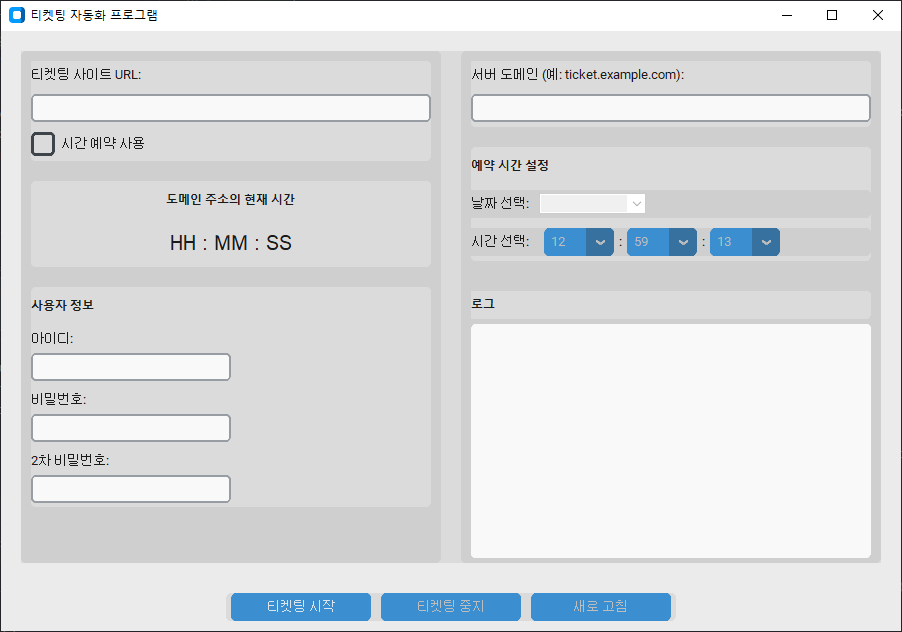 티켓팅 자동화 프로그램
티켓팅 사이트 URL:
시간 예약 사용
도메인 주소의 현재 시간
HH : MM : SS
사용자 정보
아이디:
비밀번호:
2차 비밀번호:
서버 도메인 (예: ticket.example.com):
예약 시간 설정
날짜 선택:
시간 선택: 12 : 59 : 13
로그
티켓팅 시작 티켓팅 중지 새로 고침